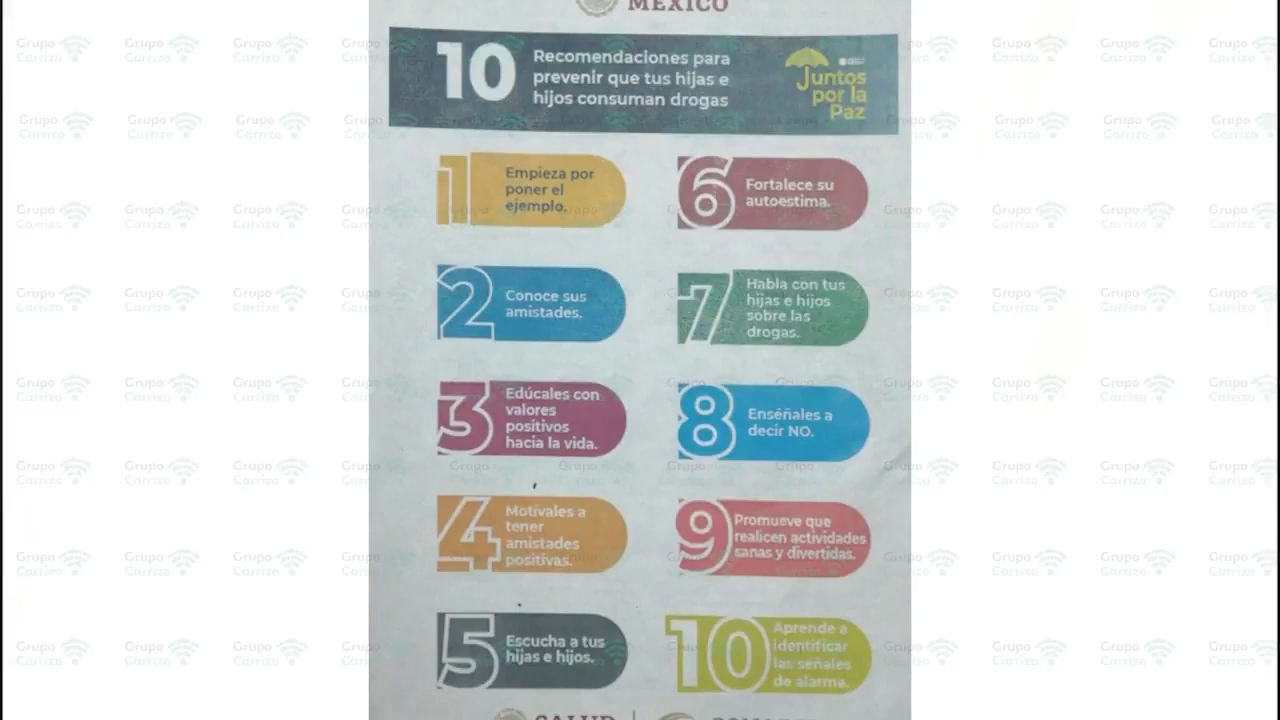 MÉXICO
10
Recomendaciones para
prevenir que tus hijas e
hijos consuman drogas
Juntos
por la
Paz
1
Empieza por
poner el
ejemplo.
2
Conoce sus
amistades.
3
Edúcales con
valores
positivos
hacia la vida.
4
Motívales a
tener
amistades
positivas.
5
Escucha a tus
hijas e hijos.
6
Fortalece su
autoestima.
7
Habla con tus
hijas e hijos
sobre las
drogas.
8
Enséñales a
decir NO.
9
Promueve que
realicen actividades
sanas y divertidas.
10
Aprende a
identificar
las señales
de alarma.
SALUD
Grupo
Carrizo